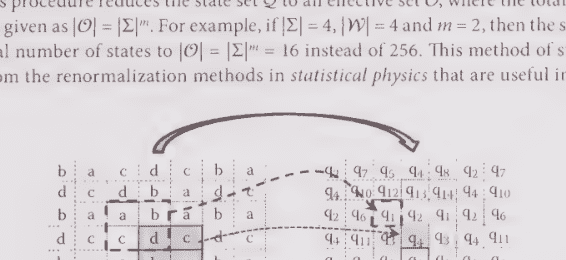 procedure reduces the state set Q to an effective set O, where the total
given as |O| = |Σ|^m. For example, if |Σ| = 4, |W| = 4 and m = 2, then the s
al number of states to |O| = |Σ|^m = 16 instead of 256. This method of s
om the renormalization methods in statistical physics that are useful in
b a c d c b a q₇ q₅ q₄ q₈ q₂ q₇
d c d b a d c q₄ q₁₀ q₁₂ q₁₃ q₁₄ q₄ q₁₀
b a a b a b a q₂ q₆ q₁ q₂ q₁ q₂ q₆
d c c d c d c q₄ q₁₁ q₃ q₄ q₃ q₄ q₁₁